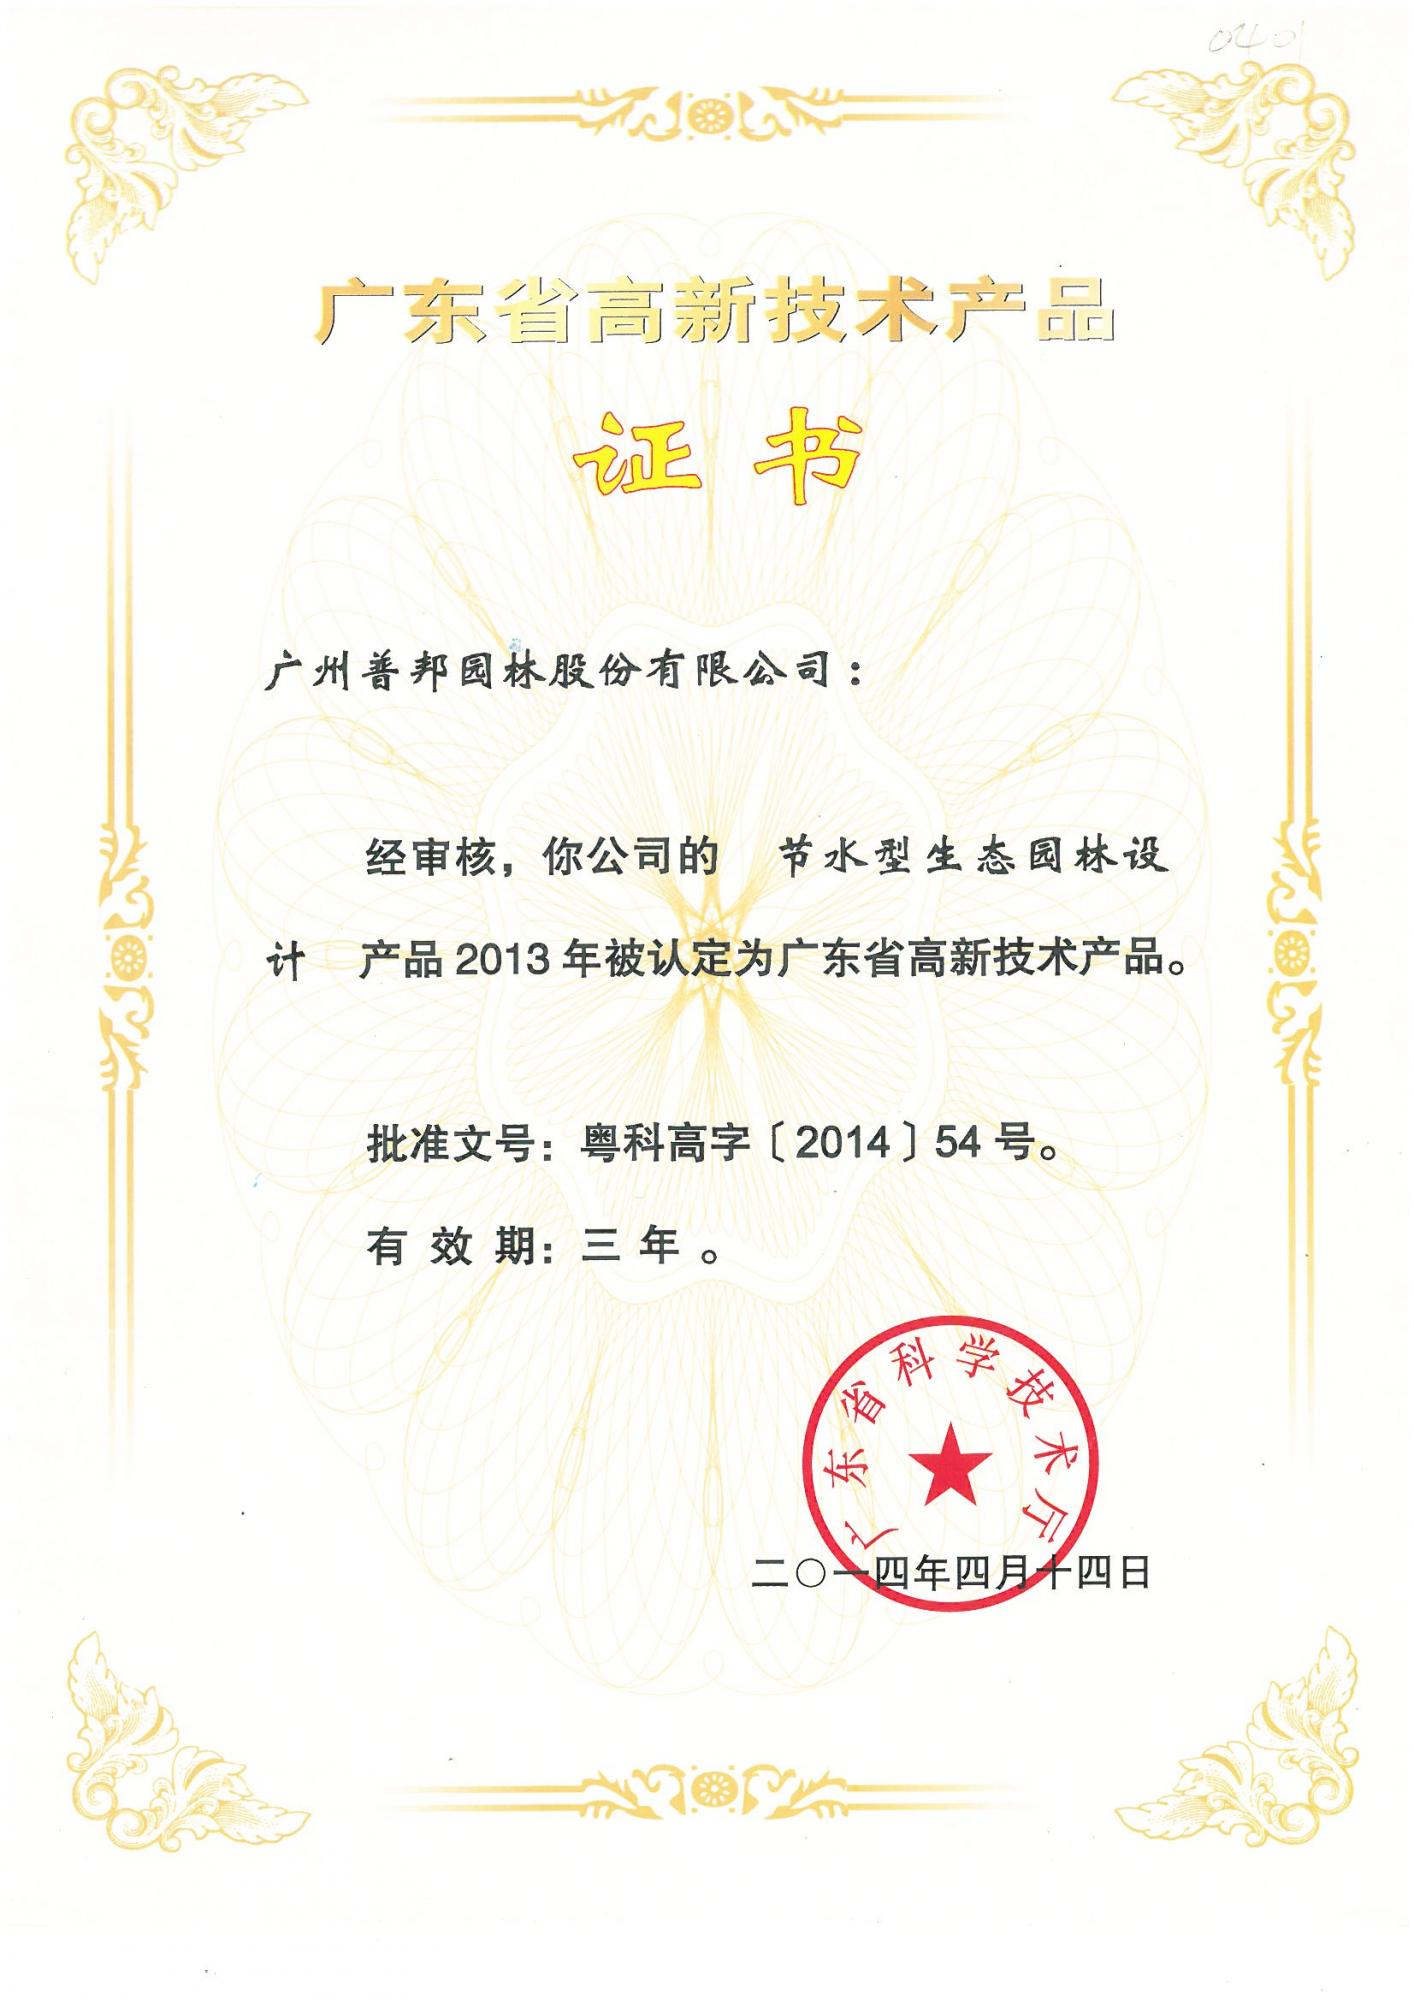 0401
广东省高新技术产品
证书
广州普邦园林股份有限公司：
经审核，你公司的 节水型生态园林设
计 产品2013年被认定为广东省高新技术产品。
批准文号：粤科高字〔2014〕54号。
有 效 期：三 年 。
广东省科学技术厅
二〇一四年四月十四日